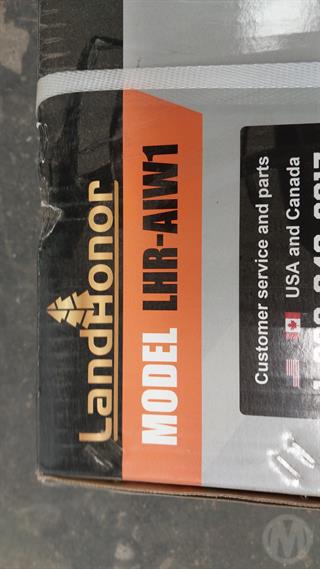 LandHonor
MODEL LHR-AIW1
Customer service and parts
USA and Canada